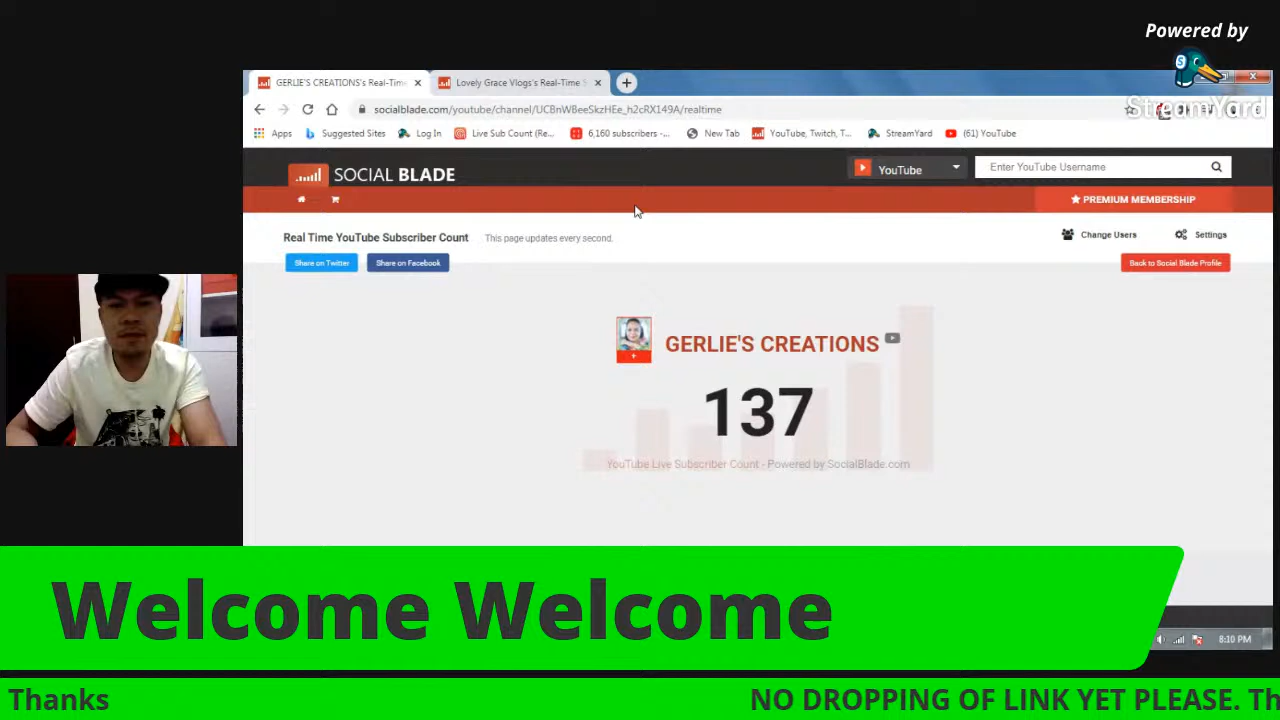 Powered by
StreamYard
GERLIE'S CREATIONS's Real-Tim
Lovely Grace Vlogs's Real-Time S
socialblade.com/youtube/channel/UCBnWBeeSkzHEe_h2cRX149A/realtime
Apps
Suggested Sites
Log In
Live Sub Count (Re...
6,160 subscribers -...
New Tab
YouTube, Twitch, T...
StreamYard
(61) YouTube
SOCIAL BLADE
YouTube
Enter YouTube Username
PREMIUM MEMBERSHIP
Real Time YouTube Subscriber Count
This page updates every second.
Change Users
Settings
Share on Twitter
Share on Facebook
Back to Social Blade Profile
GERLIE'S CREATIONS
137
YouTube Live Subscriber Count - Powered by SocialBlade.com
Welcome Welcome
8:10 PM
Thanks
NO DROPPING OF LINK YET PLEASE. Th